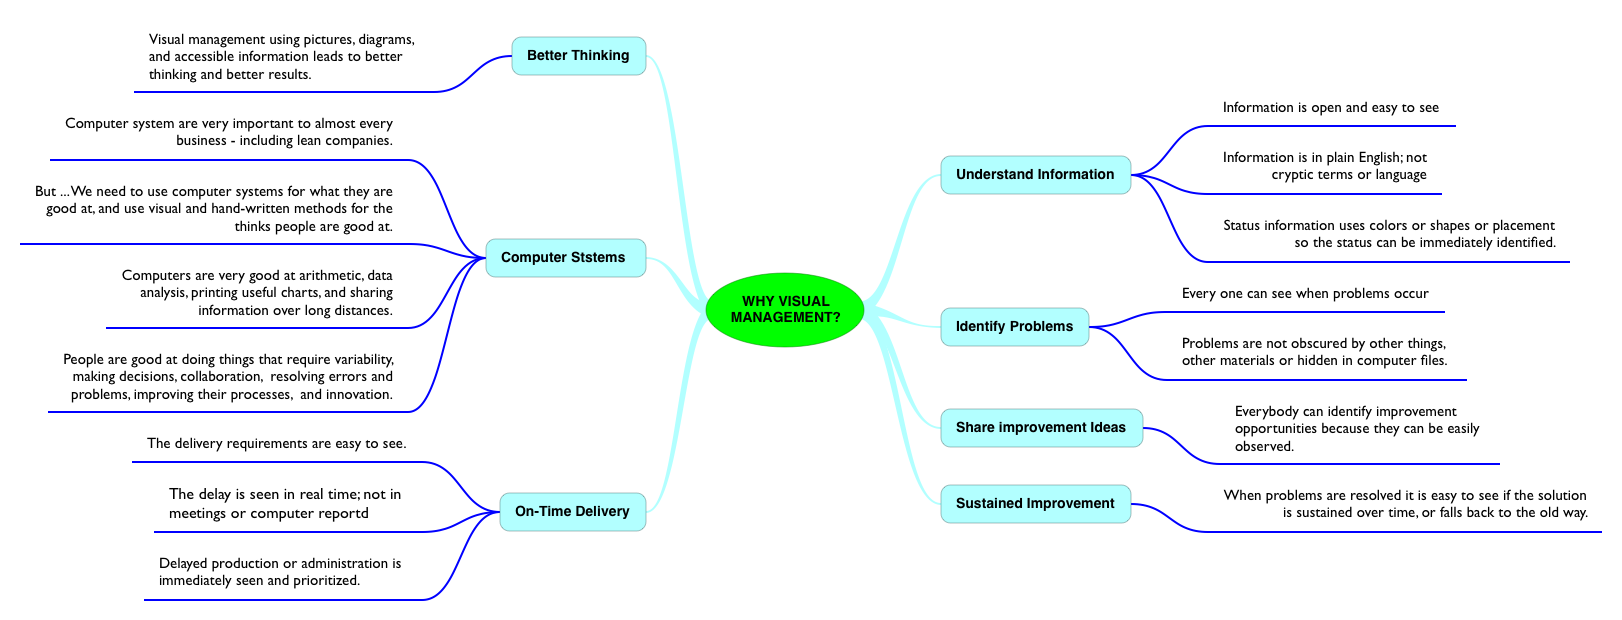 WHY VISUAL
MANAGEMENT?
Better Thinking
Visual management using pictures, diagrams,
and accessible information leads to better
thinking and better results.
Computer Ststems
Computer system are very important to almost every
business - including lean companies.
But ... We need to use computer systems for what they are
good at, and use visual and hand-written methods for the
thinks people are good at.
Computers are very good at arithmetic, data
analysis, printing useful charts, and sharing
information over long distances.
People are good at doing things that require variability,
making decisions, collaboration,  resolving errors and
problems, improving their processes,  and innovation.
On-Time Delivery
The delivery requirements are easy to see.
The delay is seen in real time; not in
meetings or computer reportd
Delayed production or administration is
immediately seen and prioritized.
Understand Information
Information is open and easy to see
Information is in plain English; not
cryptic terms or language
Status information uses colors or shapes or placement
so the status can be immediately identified.
Identify Problems
Every one can see when problems occur
Problems are not obscured by other things,
other materials or hidden in computer files.
Share improvement Ideas
Everybody can identify improvement
opportunities because they can be easily
observed.
Sustained Improvement
When problems are resolved it is easy to see if the solution
is sustained over time, or falls back to the old way.